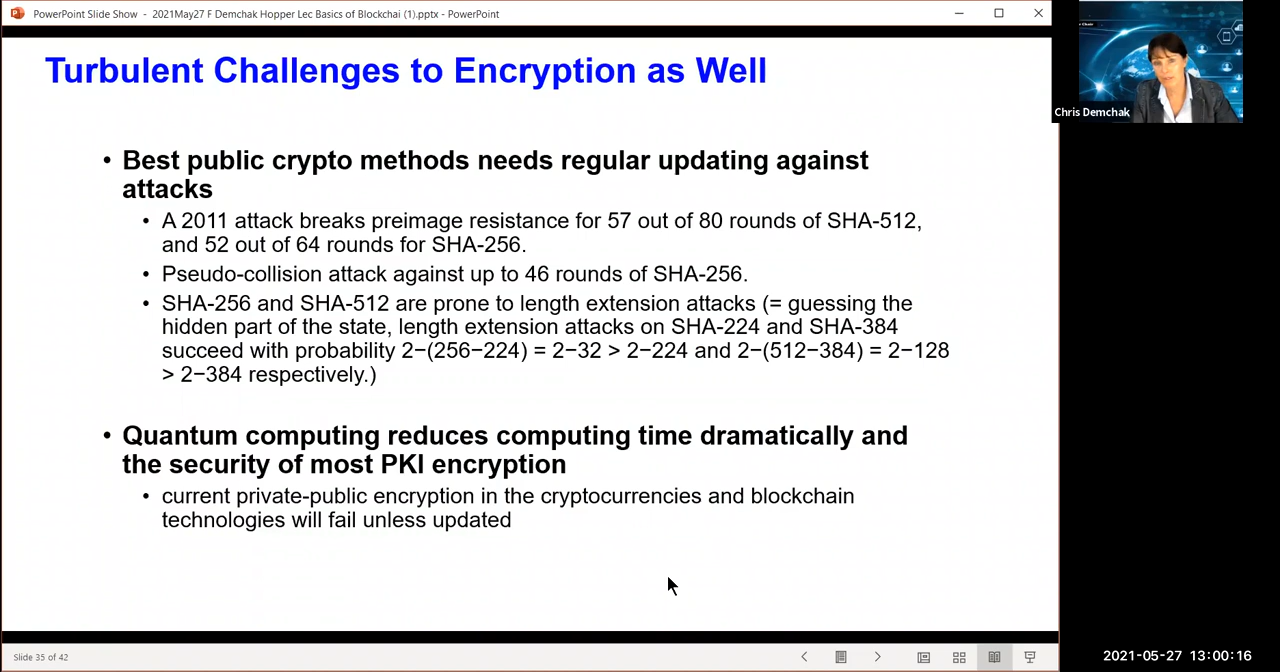 PowerPoint Slide Show - 2021May27 F Demchak Hopper Lec Basics of Blockchai (1).pptx - PowerPoint
Turbulent Challenges to Encryption as Well
• Best public crypto methods needs regular updating against
attacks
• A 2011 attack breaks preimage resistance for 57 out of 80 rounds of SHA-512,
and 52 out of 64 rounds for SHA-256.
• Pseudo-collision attack against up to 46 rounds of SHA-256.
• SHA-256 and SHA-512 are prone to length extension attacks (= guessing the
hidden part of the state, length extension attacks on SHA-224 and SHA-384
succeed with probability 2−(256−224) = 2−32 > 2−224 and 2−(512−384) = 2−128
> 2−384 respectively.)
• Quantum computing reduces computing time dramatically and
the security of most PKI encryption
• current private-public encryption in the cryptocurrencies and blockchain
technologies will fail unless updated
Slide 35 of 42
Chris Demchak
2021-05-27 13:00:16